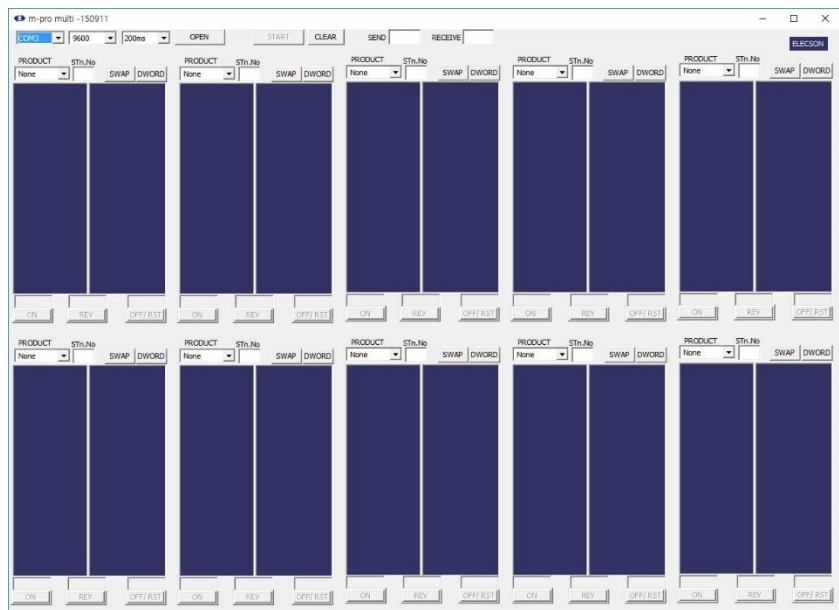 m-pro multi -150911
COM3 9600 200ms OPEN START CLEAR SEND RECEIVE
ELECSON
PRODUCT STn.No PRODUCT STn.No PRODUCT STn.No PRODUCT STn.No PRODUCT STn.No
None SWAP DWORD None SWAP DWORD None SWAP DWORD None SWAP DWORD None SWAP DWORD
ON REV OFF/RST ON REV OFF/RST ON REV OFF/RST ON REV OFF/RST ON REV OFF/RST
PRODUCT STn.No PRODUCT STn.No PRODUCT STn.No PRODUCT STn.No PRODUCT STn.No
None SWAP DWORD None SWAP DWORD None SWAP DWORD None SWAP DWORD None SWAP DWORD
ON REV OFF/RST ON REV OFF/RST ON REV OFF/RST ON REV OFF/RST ON REV OFF/RST